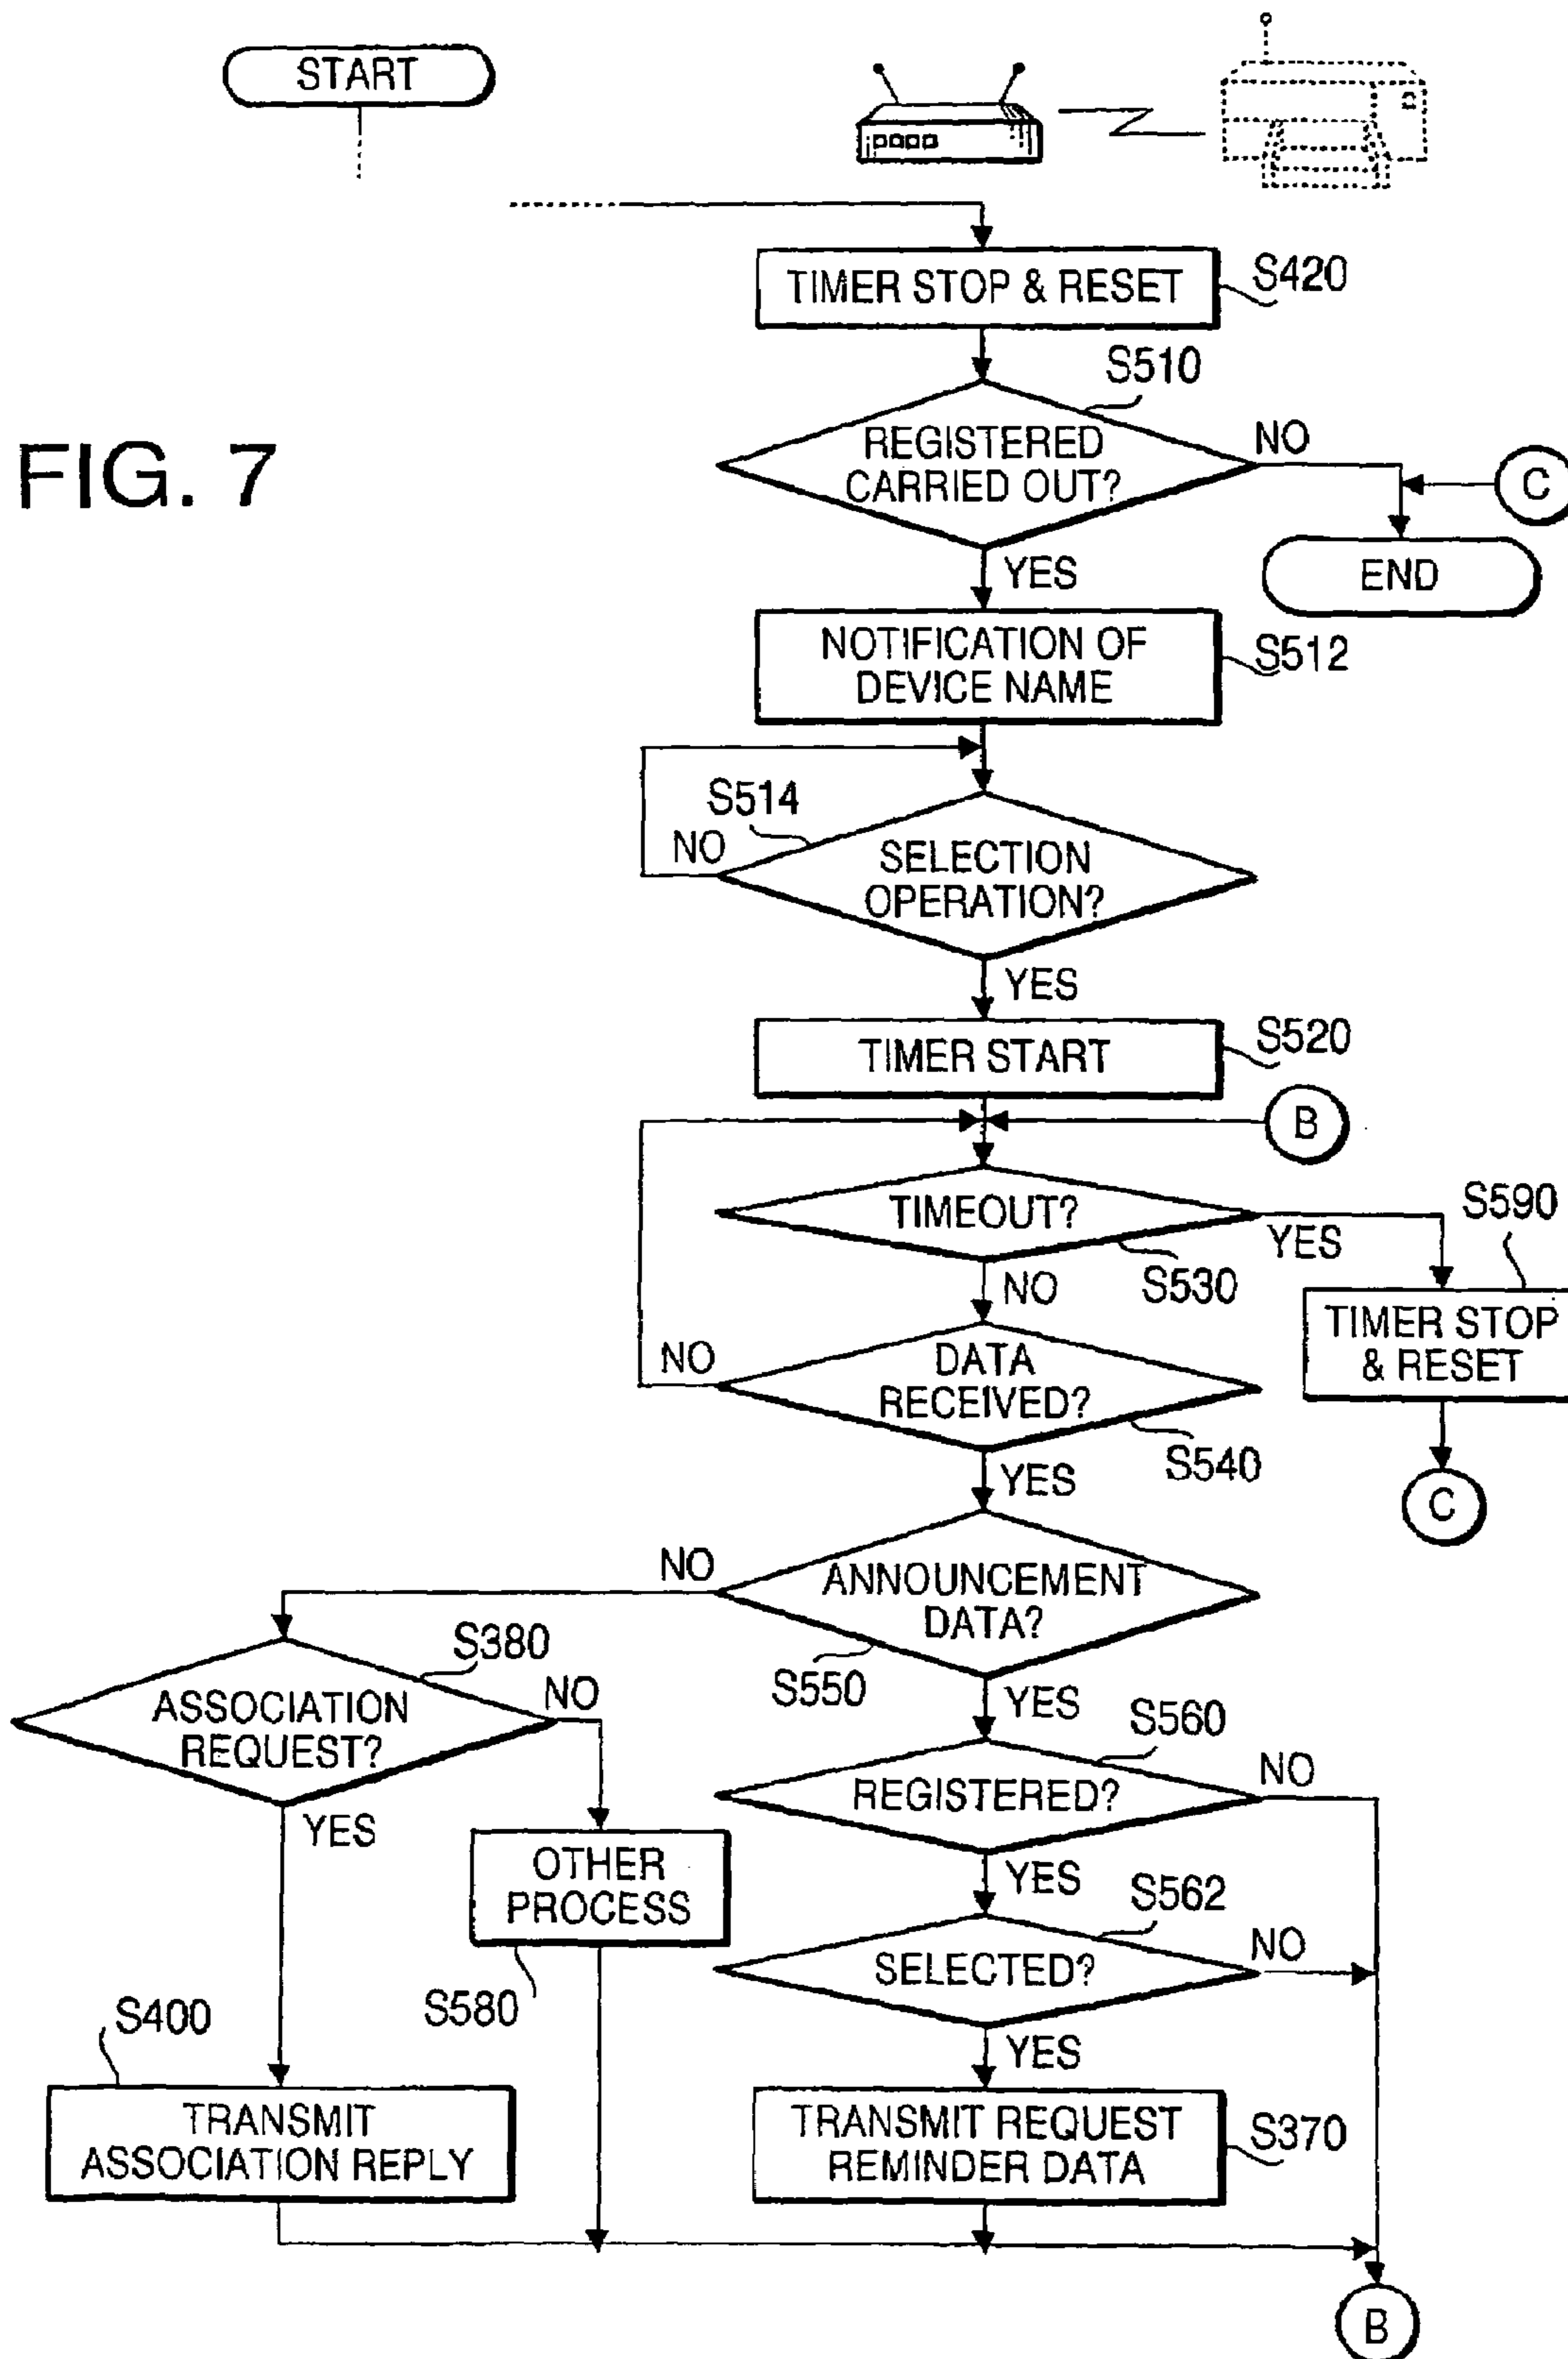 START
TIMER STOP & RESET
S420
S510
REGISTERED
CARRIED OUT?
NO
C
FIG. 7
END
YES
NOTIFICATION OF
DEVICE NAME
S512
S514
NO
SELECTION
OPERATION?
YES
TIMER START
S520
B
TIMEOUT?
YES
S590
S530
NO
TIMER STOP
& RESET
NO
DATA
RECEIVED?
S540
YES
C
NO
ANNOUNCEMENT
DATA?
S550
YES
S380
ASSOCIATION
REQUEST?
NO
YES
S560
REGISTERED?
NO
YES
OTHER
PROCESS
S580
S562
SELECTED?
NO
YES
S400
TRANSMIT
ASSOCIATION REPLY
TRANSMIT REQUEST
REMINDER DATA
S370
B